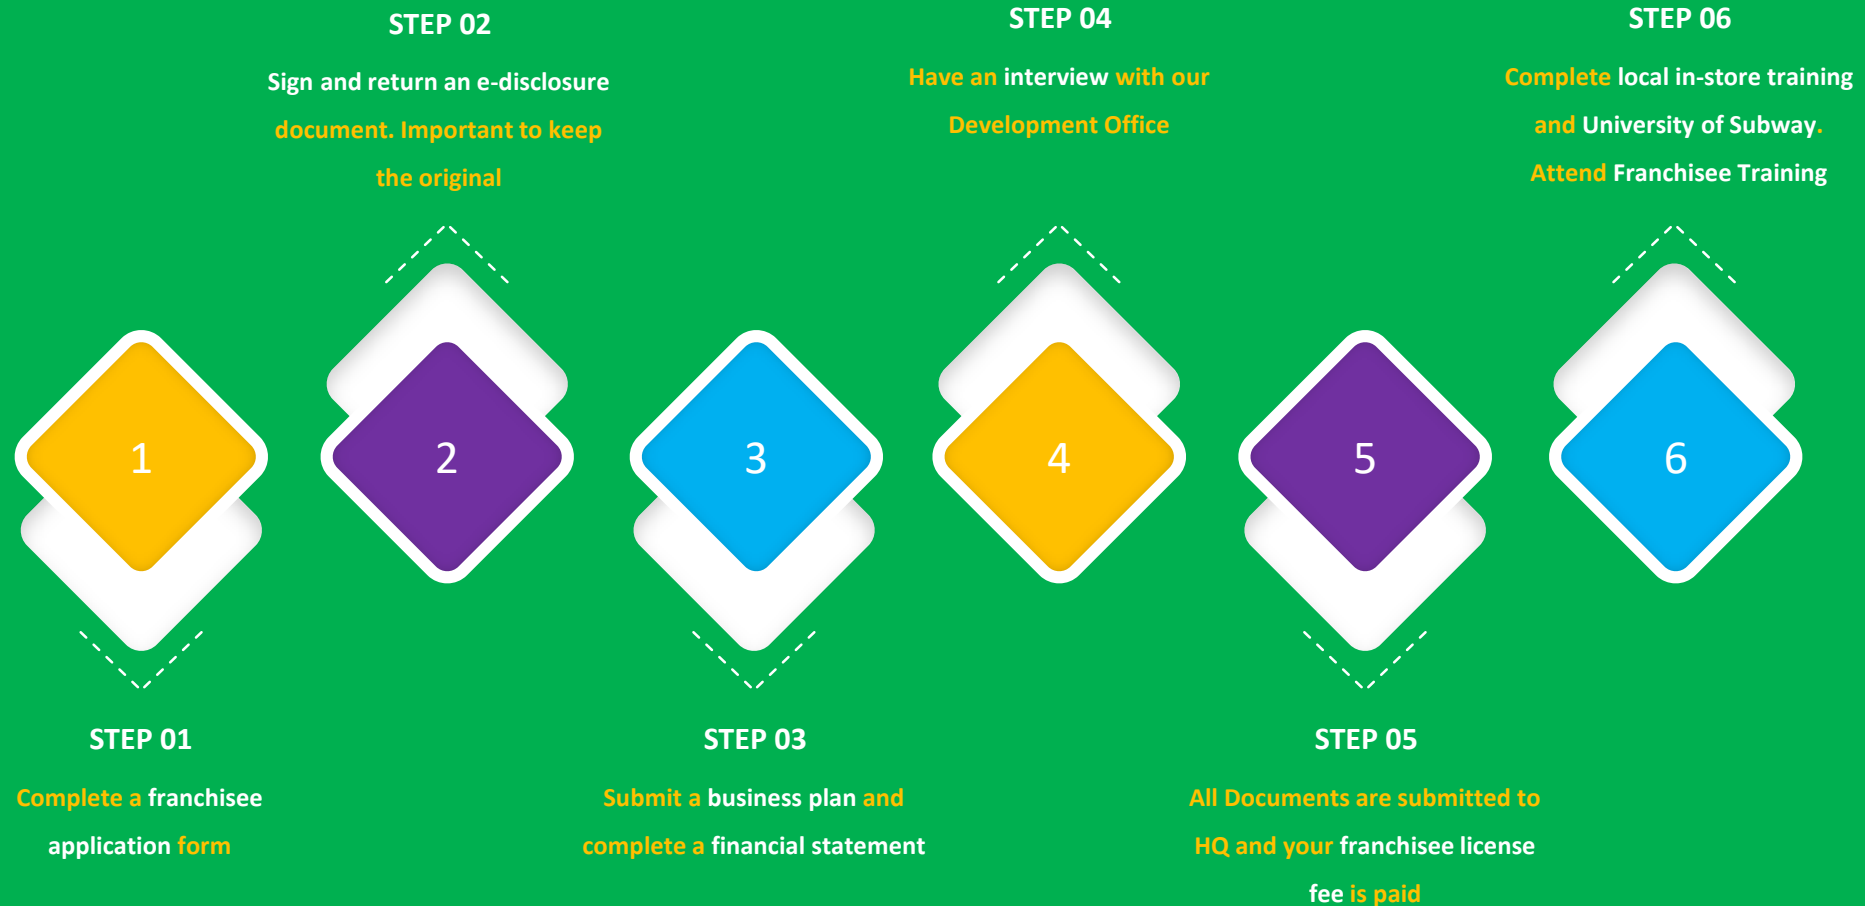 STEP 02
Sign and return an e-disclosure
document. Important to keep
the original
STEP 04
Have an interview with our
Development Office
STEP 06
Complete local in-store training
and University of Subway.
Attend Franchisee Training
1
2
3
4
5
6
STEP 01
Complete a franchisee
application form
STEP 03
Submit a business plan and
complete a financial statement
STEP 05
All Documents are submitted to
HQ and your franchisee license
fee is paid